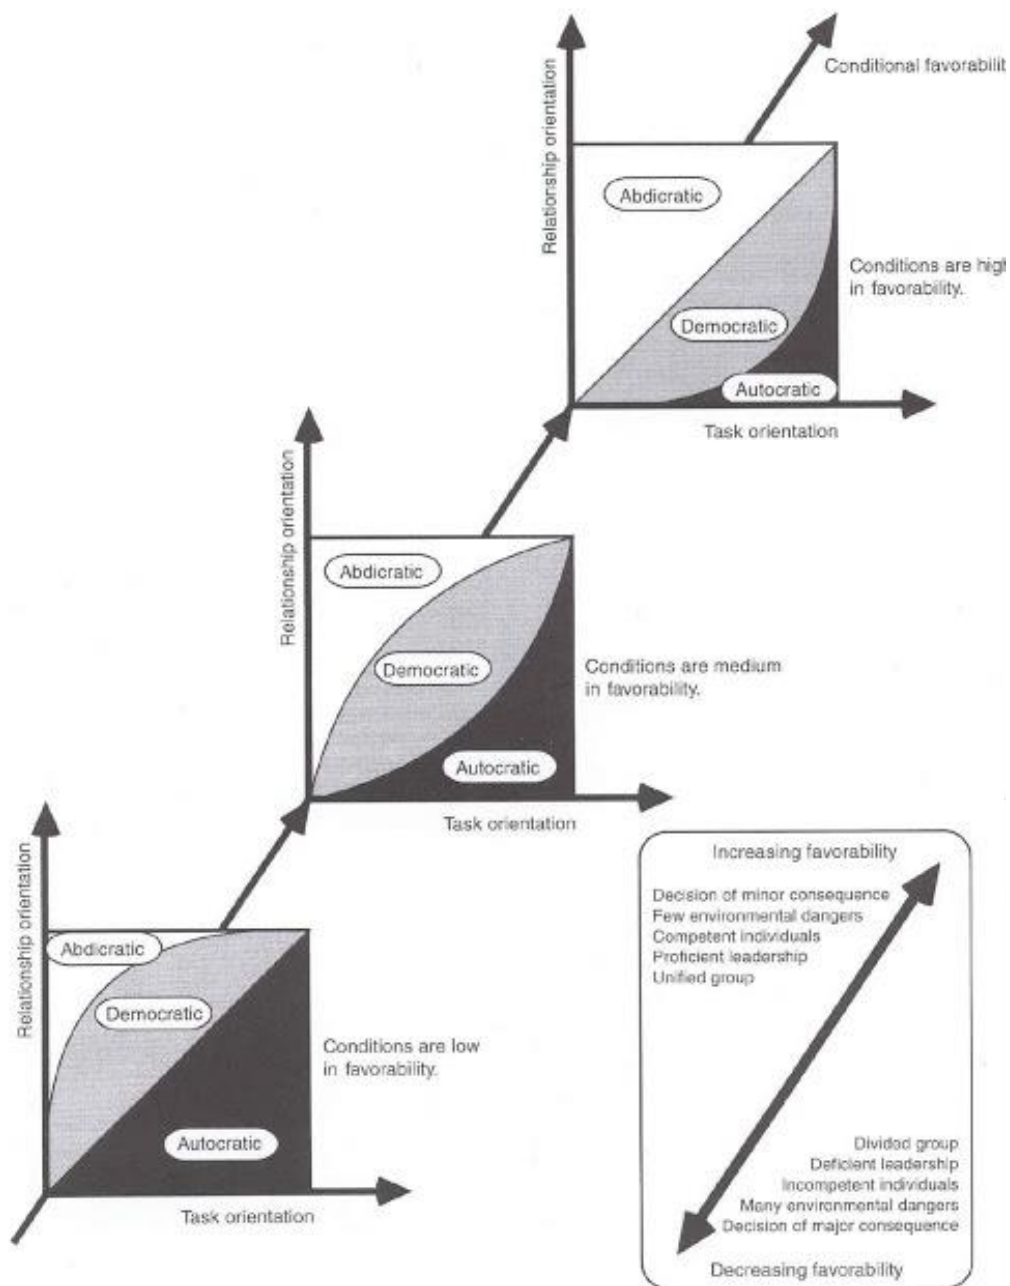 Conditional favorabilit
Relationship orientation
Abdicratic
Conditions are high
in favorability.
Democratic
Autocratic
Task orientation
Relationship orientation
Abdicratic
Democratic
Conditions are medium
in favorability.
Autocratic
Task orientation
Relationship orientation
Abdicratic
Democratic
Conditions are low
in favorability.
Autocratic
Task orientation
Increasing favorability
Decision of minor consequence
Few environmental dangers
Competent individuals
Proficient leadership
Unified group
Divided group
Deficient leadership
Incompetent individuals
Many environmental dangers
Decision of major consequence
Decreasing favorability